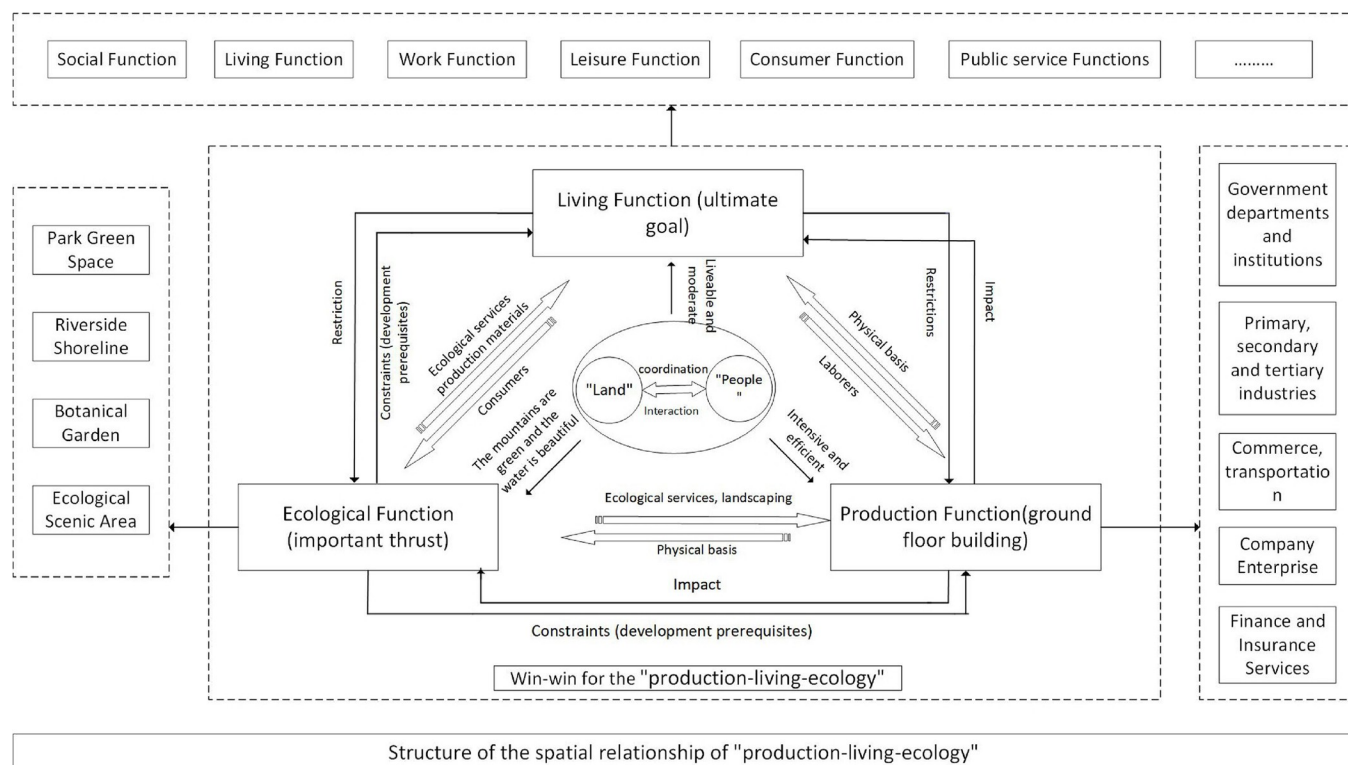 Social Function
Living Function
Work Function
Leisure Function
Consumer Function
Public service Functions
.........
Living Function (ultimate
goal)
Park Green
Space
Riverside
Shoreline
Botanical
Garden
Ecological
Scenic Area
Restriction
Constraints (development
prerequisites)
Ecological services
production materials
Consumers
Liveable and
moderate
"Land"
coordination
Interaction
"People
"
Physical basis
Laborers
Restrictions
Impact
The mountains are
green and the
water is beautiful
Intensive and
efficient
Ecological Function
(important thrust)
Ecological services, landscaping
Physical basis
Production Function(ground
floor building)
Impact
Constraints (development prerequisites)
Win-win for the "production-living-ecology"
Government
departments
and
institutions
Primary,
secondary
and tertiary
industries
Commerce,
transportatio
n
Company
Enterprise
Finance and
Insurance
Services
Structure of the spatial relationship of "production-living-ecology"